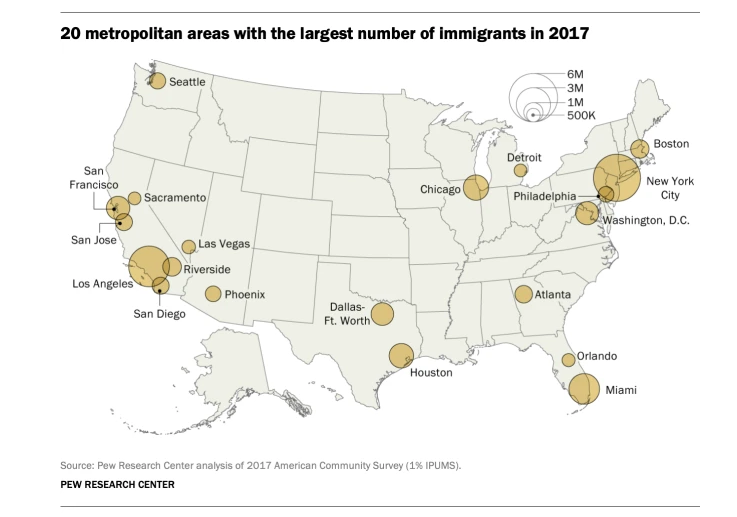 20 metropolitan areas with the largest number of immigrants in 2017
6M
3M
1M
500K
Seattle
Boston
Detroit
San
Francisco
Chicago
New York
City
Sacramento
Philadelphia
Washington, D.C.
San Jose
Las Vegas
Riverside
Los Angeles
Phoenix
Atlanta
Dallas-
Ft. Worth
San Diego
Orlando
Houston
Miami
Source: Pew Research Center analysis of 2017 American Community Survey (1% IPUMS).
PEW RESEARCH CENTER